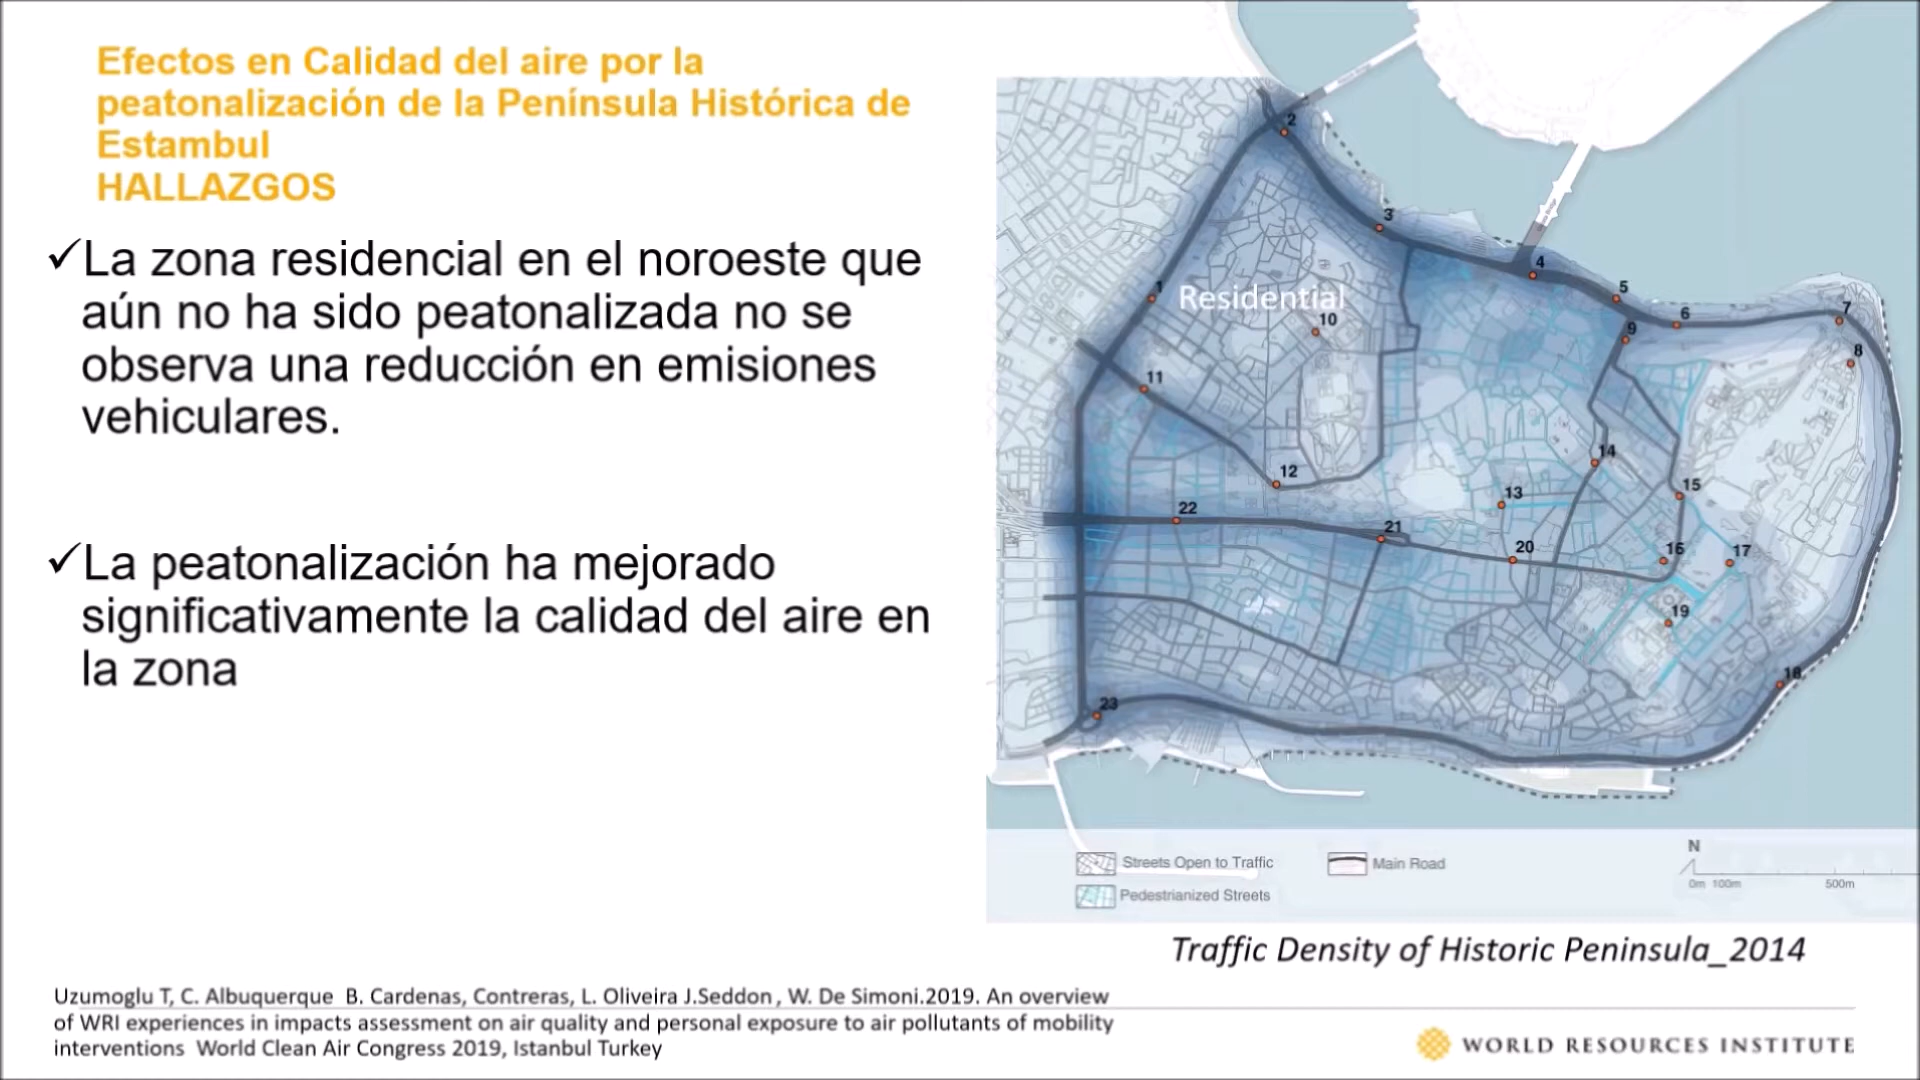 Efectos en Calidad del aire por la
peatonalización de la Península Histórica de
Estambul
HALLAZGOS
✓La zona residencial en el noroeste que
aún no ha sido peatonalizada no se
observa una reducción en emisiones
vehiculares.
✓La peatonalización ha mejorado
significativamente la calidad del aire en
la zona
2
3
4
5
6
7
1
Residential
10
9
8
11
12
14
13
15
22
21
20
16
17
19
18
23
Streets Open to Traffic
Main Road
Pedestrianized Streets
N
0m 100m 500m
Traffic Density of Historic Peninsula_2014
Uzumoglu T, C. Albuquerque B. Cardenas, Contreras, L. Oliveira J.Seddon , W. De Simoni.2019. An overview
of WRI experiences in impacts assessment on air quality and personal exposure to air pollutants of mobility
interventions World Clean Air Congress 2019, Istanbul Turkey
WORLD RESOURCES INSTITUTE